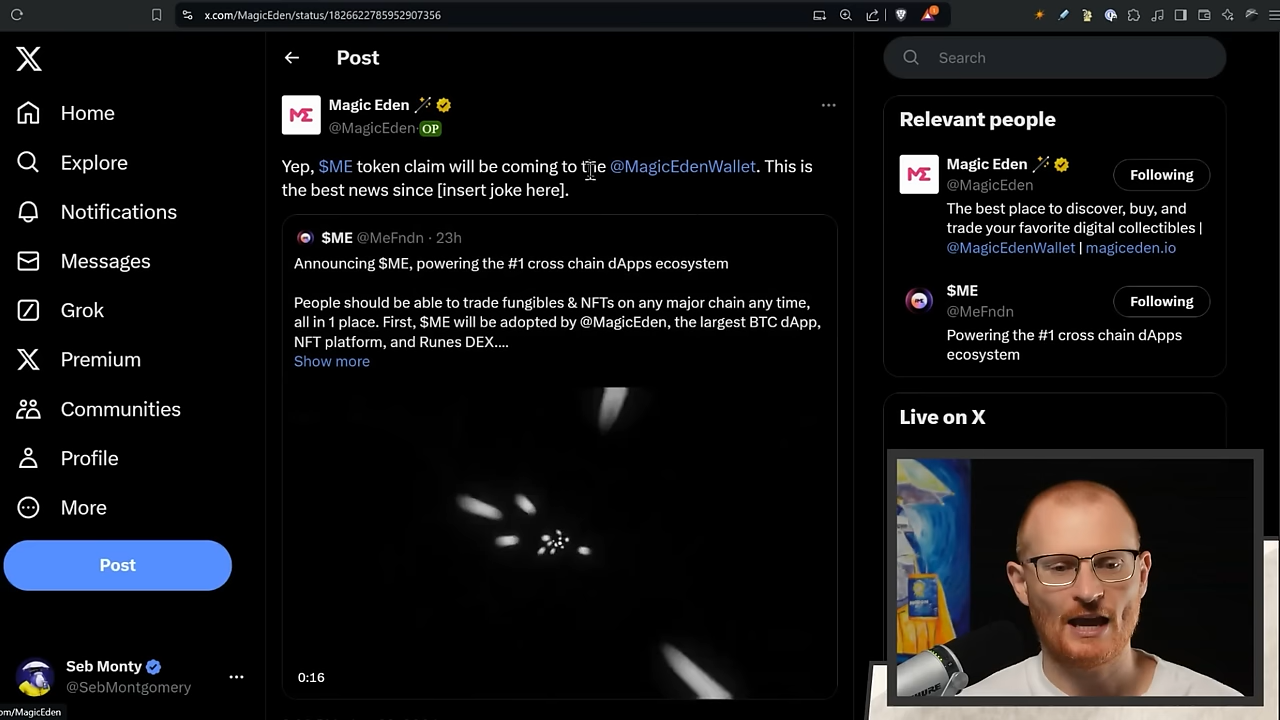 x.com/MagicEden/status/1826622785952907356
Home
Explore
Notifications
Messages
Grok
Premium
Communities
Profile
More
Post
Seb Monty
@SebMontgomery
om/MagicEden
Post
Magic Eden
@MagicEden· OP
Yep, $ME token claim will be coming to the @MagicEdenWallet. This is
the best news since [insert joke here].
$ME @MeFndn · 23h
Announcing $ME, powering the #1 cross chain dApps ecosystem
People should be able to trade fungibles & NFTs on any major chain any time,
all in 1 place. First, $ME will be adopted by @MagicEden, the largest BTC dApp,
NFT platform, and Runes DEX....
Show more
0:16
Search
Relevant people
Magic Eden
@MagicEden
Following
The best place to discover, buy, and
trade your favorite digital collectibles |
@MagicEdenWallet | magiceden.io
$ME
@MeFndn
Following
Powering the #1 cross chain dApps
ecosystem
Live on X